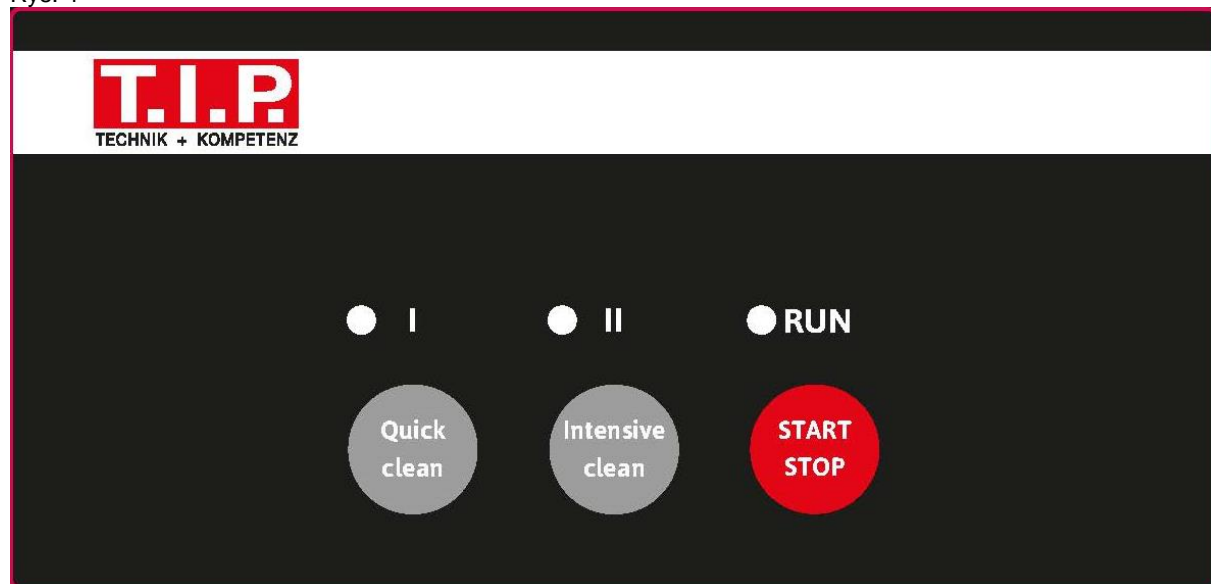 T.I.P.
TECHNIK + KOMPETENZ
I II RUN
Quick Intensive START
clean clean STOP